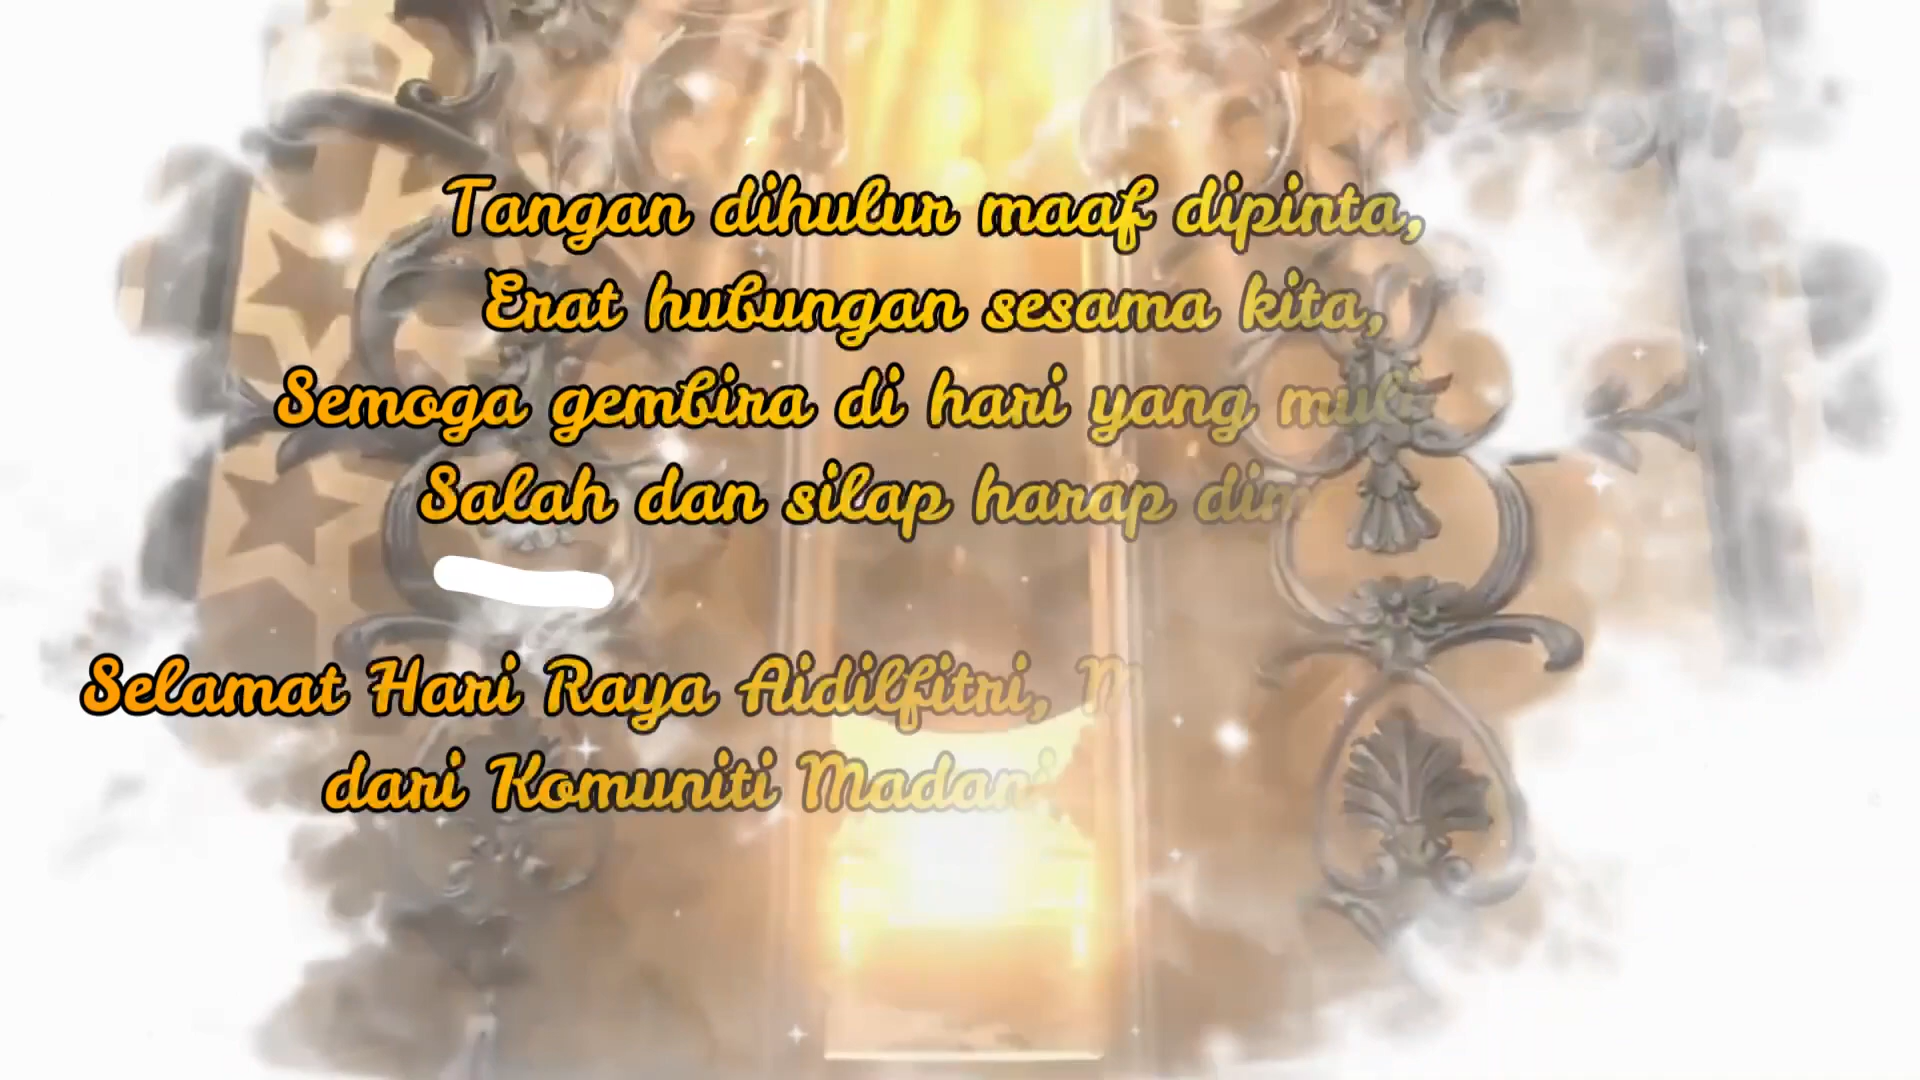 Tangan dihulur maaf dipinta,
Erat hubungan sesama kita,
Semoga gembira di hari yang
Salah dan silap harap
Selamat Hari Raya Aidilfitri,
dari Komuniti Madani